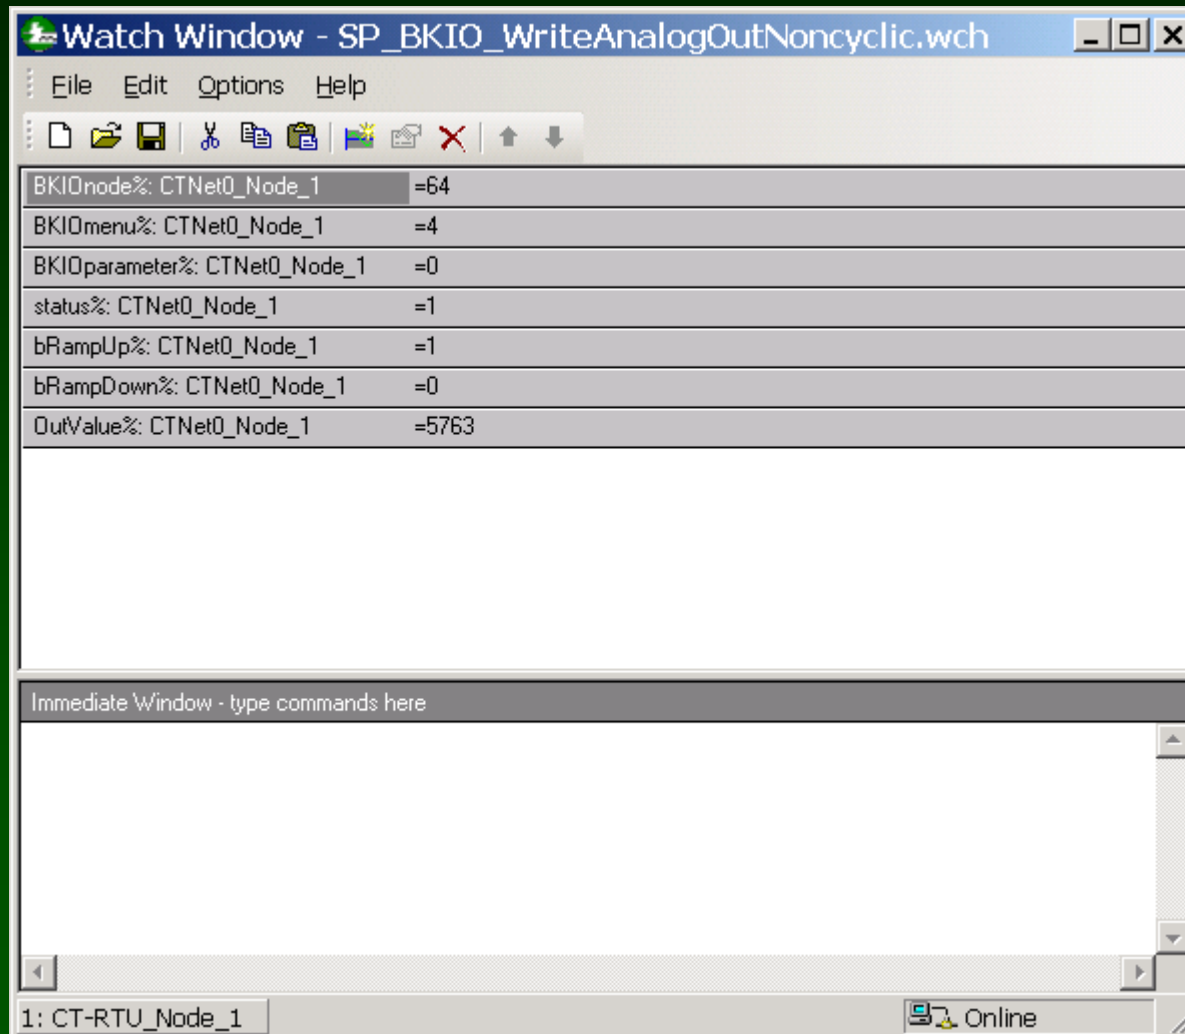 Watch Window - SP_BKIO_WriteAnalogOutNoncyclic.wch
File Edit Options Help
BKIOnode%: CTNet0_Node_1 =64
BKIOmenu%: CTNet0_Node_1 =4
BKIOparameter%: CTNet0_Node_1 =0
status%: CTNet0_Node_1 =1
bRampUp%: CTNet0_Node_1 =1
bRampDown%: CTNet0_Node_1 =0
OutValue%: CTNet0_Node_1 =5763
Immediate Window - type commands here
1: CT-RTU_Node_1 Online